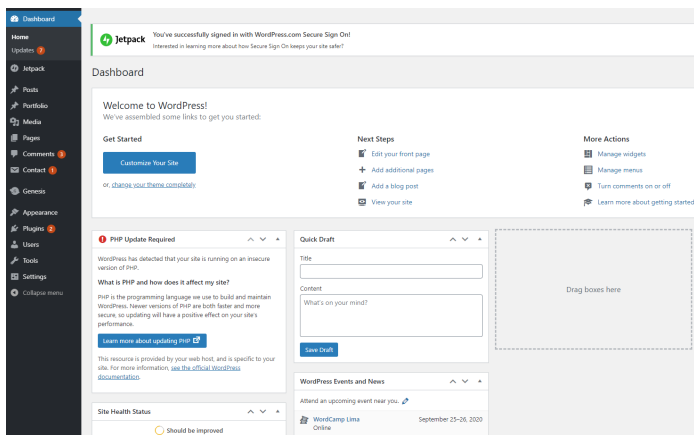 Dashboard
Home
Updates 7
Jetpack
Posts
Portfolio
Media
Pages
Comments 3
Contact 1
Genesis
Appearance
Plugins 2
Users
Tools
Settings
Collapse menu
Jetpack
You've successfully signed in with WordPress.com Secure Sign On!
Interested in learning more about how Secure Sign On keeps your site safer?
Dashboard
Welcome to WordPress!
We've assembled some links to get you started:
Get Started
Customize Your Site
or, change your theme completely
Next Steps
Edit your front page
Add additional pages
Add a blog post
View your site
More Actions
Manage widgets
Manage menus
Turn comments on or off
Learn more about getting started
PHP Update Required
WordPress has detected that your site is running on an insecure
version of PHP.
What is PHP and how does it affect my site?
PHP is the programming language we use to build and maintain
WordPress. Newer versions of PHP are both faster and more
secure, so updating will have a positive effect on your site's
performance.
Learn more about updating PHP
This resource is provided by your web host, and is specific to your
site. For more information, see the official WordPress
documentation.
Site Health Status
Should be improved
Quick Draft
Title
Content
What's on your mind?
Save Draft
WordPress Events and News
Attend an upcoming event near you.
WordCamp Lima
Online
September 25–26, 2020
Drag boxes here